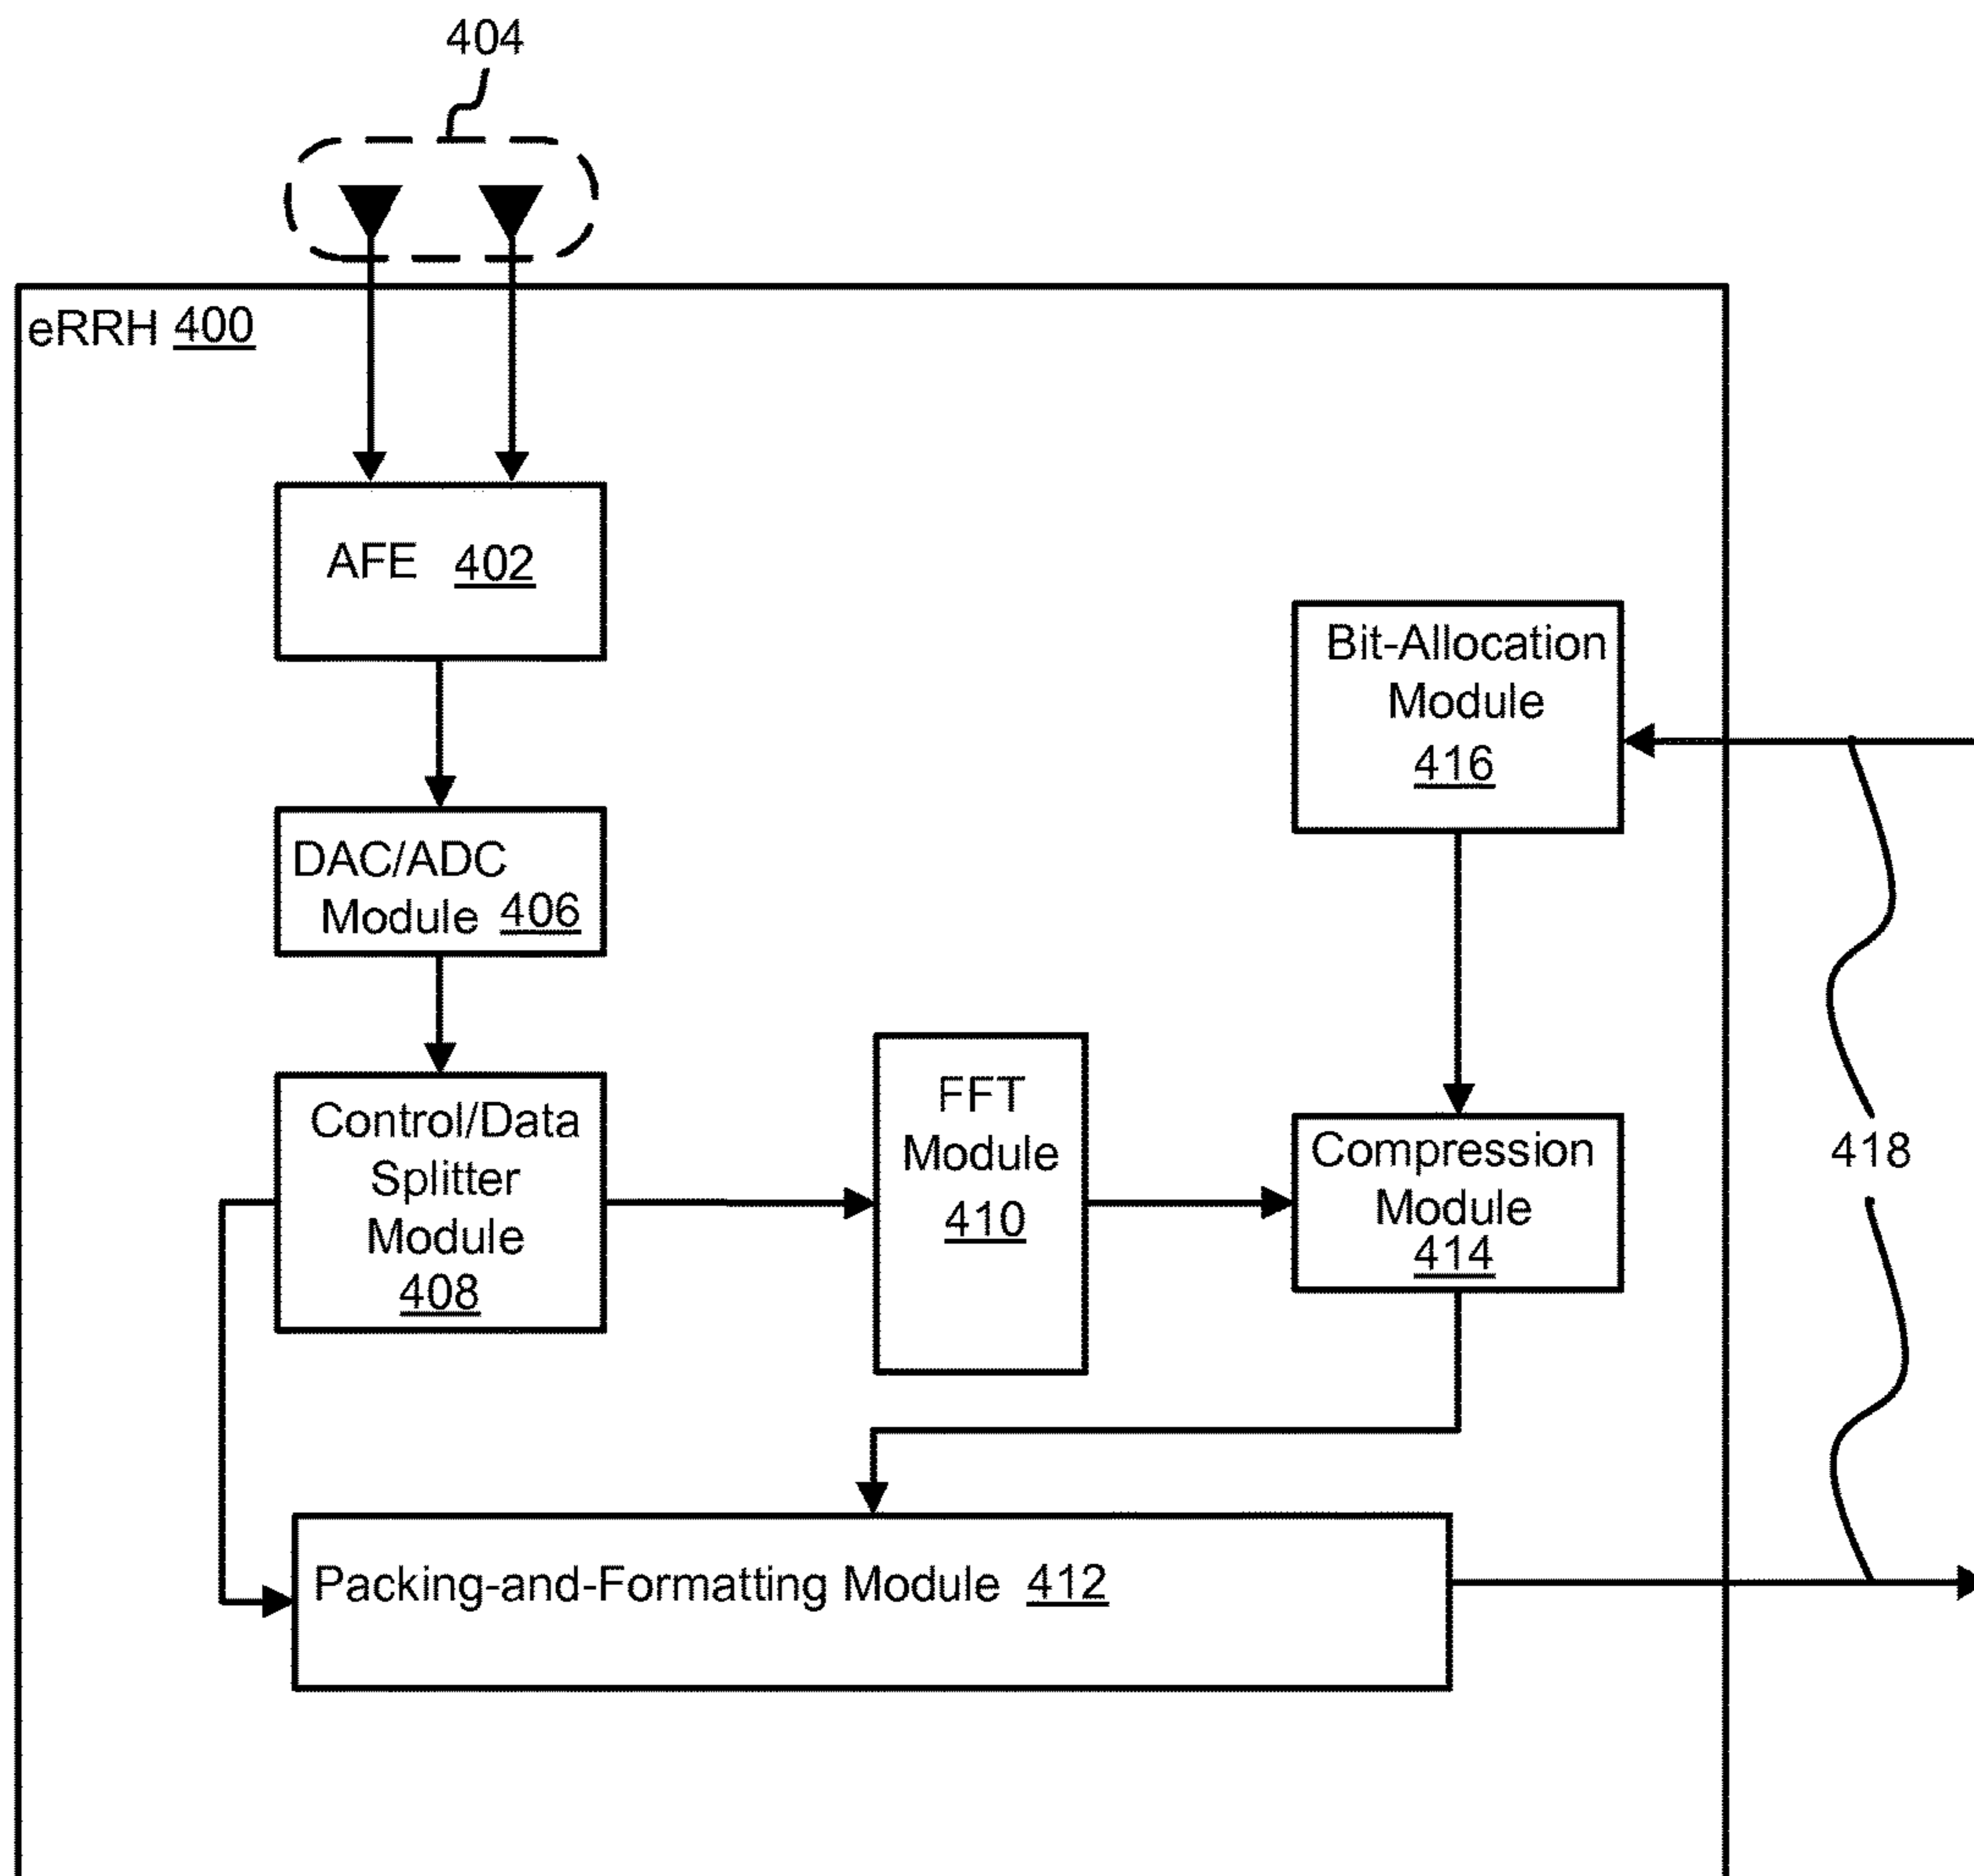 404
eRRH 400
AFE 402
Bit-Allocation
Module
416
DAC/ADC
Module 406
Control/Data
Splitter
Module
408
FFT
Module
410
Compression
Module
414
418
Packing-and-Formatting Module 412